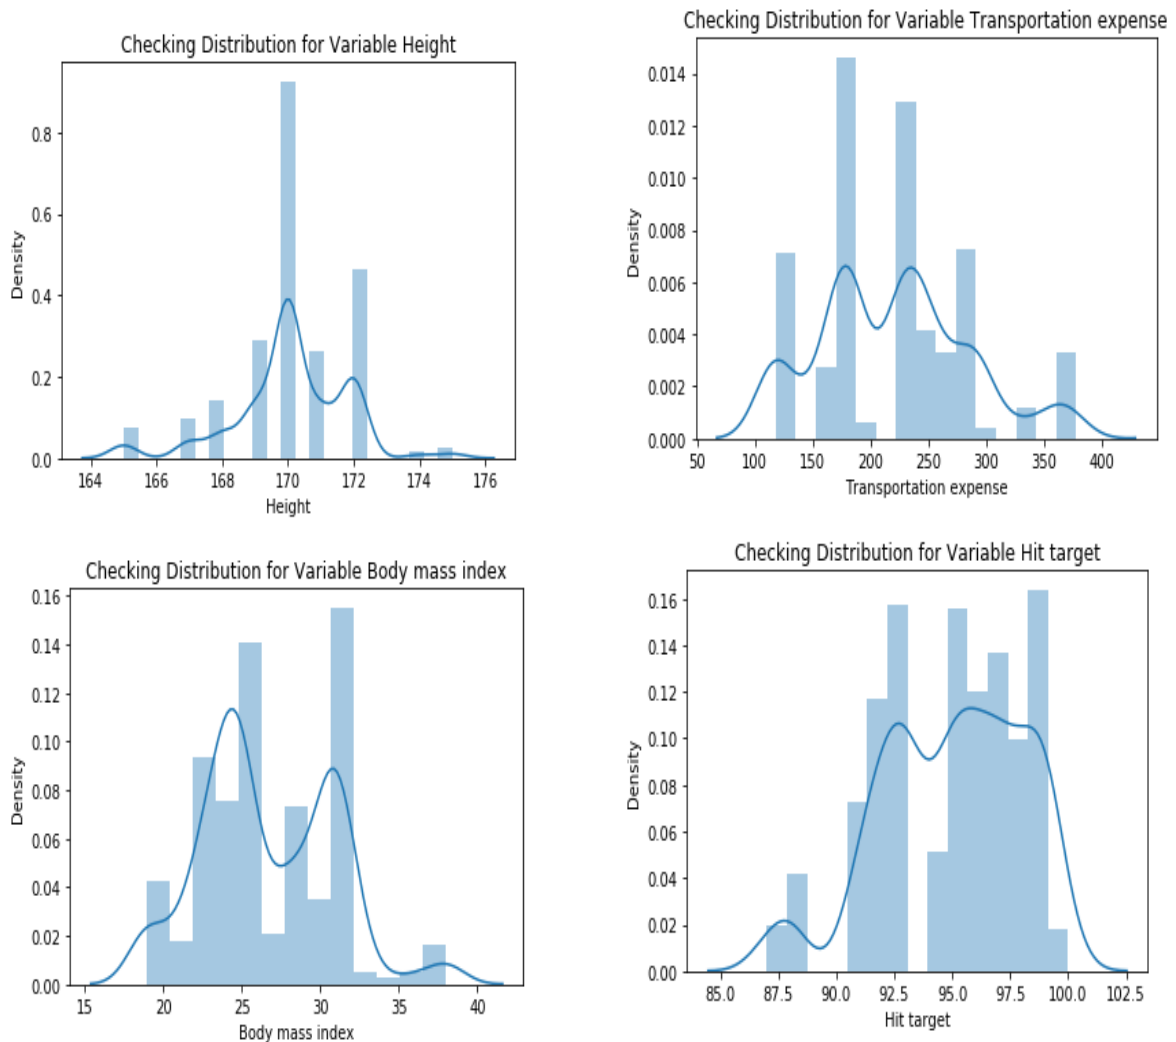 Checking Distribution for Variable Height
0.8
0.6
0.4
0.2
0.0
Density
164 166 168 170 172 174 176
Height
Checking Distribution for Variable Transportation expense
0.014
0.012
0.010
0.008
0.006
0.004
0.002
0.000
Density
50 100 150 200 250 300 350 400
Transportation expense
Checking Distribution for Variable Body mass index
0.16
0.14
0.12
0.10
0.08
0.06
0.04
0.02
0.00
Density
15 20 25 30 35 40
Body mass index
Checking Distribution for Variable Hit target
0.16
0.14
0.12
0.10
0.08
0.06
0.04
0.02
0.00
Density
85.0 87.5 90.0 92.5 95.0 97.5 100.0 102.5
Hit target